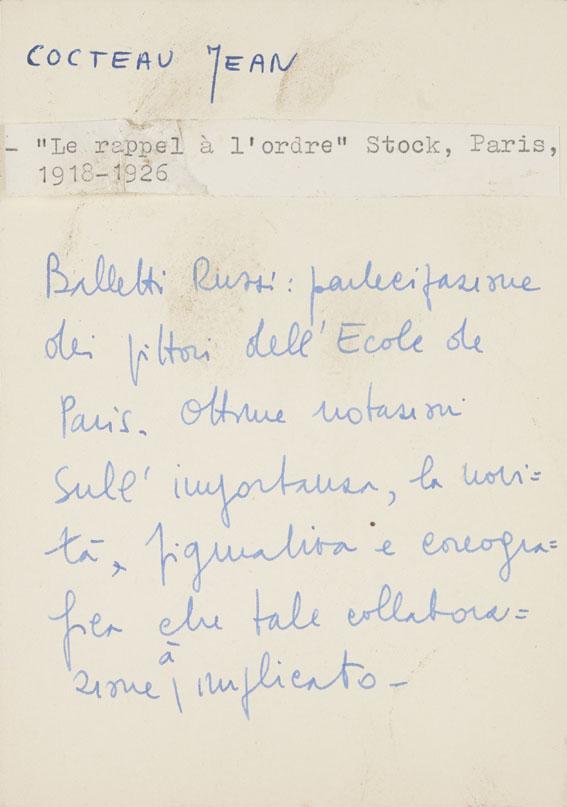 COCTEAU JEAN
- "Le rappel à l'ordre" Stock, Paris,
1918-1926
Balletti Russi: partecipazione
dei pittori dell'Ecole de
Paris. Ottime notazioni
sull'importanza, la novi=
tà, figurativa e coreogra=
fica che tale collabora=
zione à implicato -